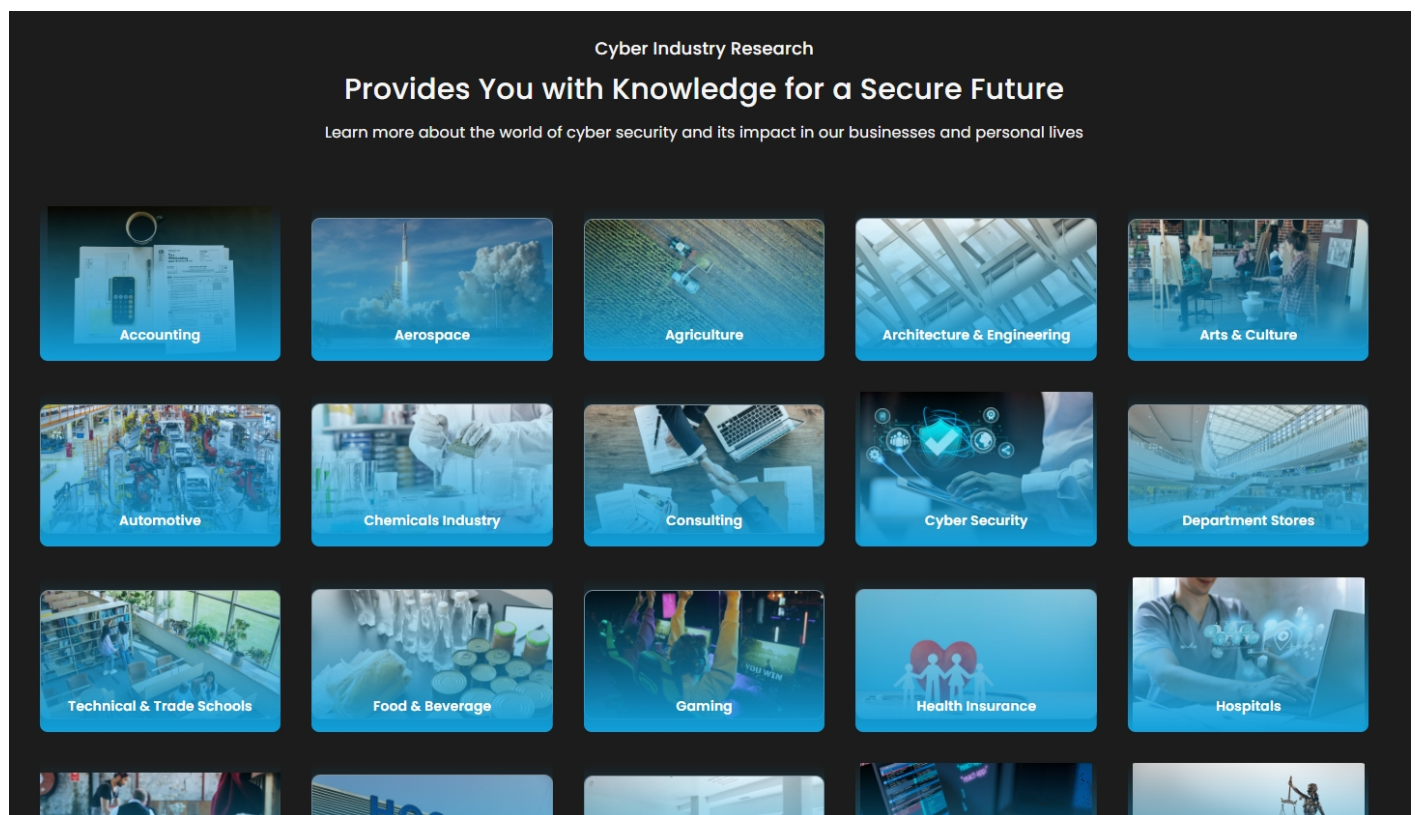 Cyber Industry Research
Provides You with Knowledge for a Secure Future
Learn more about the world of cyber security and its impact in our businesses and personal lives
Accounting
Aerospace
Agriculture
Architecture & Engineering
Arts & Culture
Automotive
Chemicals Industry
Consulting
Cyber Security
Department Stores
YOU WIN
Technical & Trade Schools
Food & Beverage
Gaming
Health Insurance
Hospitals